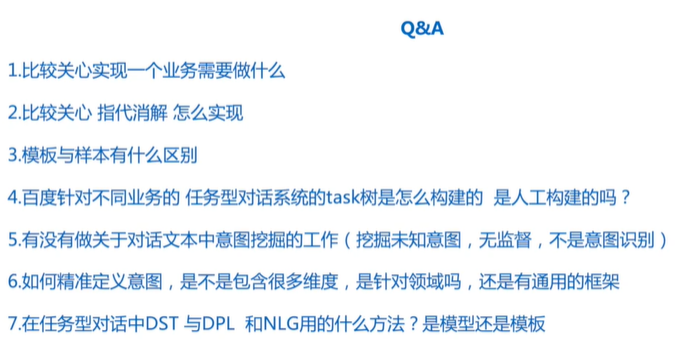 Q&A
1.比较关心实现一个业务需要做什么
2.比较关心 指代消解 怎么实现
3.模板与样本有什么区别
4.百度针对不同业务的 任务型对话系统的task树是怎么构建的 是人工构建的吗？
5.有没有做关于对话文本中意图挖掘的工作（挖掘未知意图，无监督，不是意图识别）
6.如何精准定义意图，是不是包含很多维度，是针对领域吗，还是有通用的框架
7.在任务型对话中DST 与DPL 和NLG用的什么方法？是模型还是模板